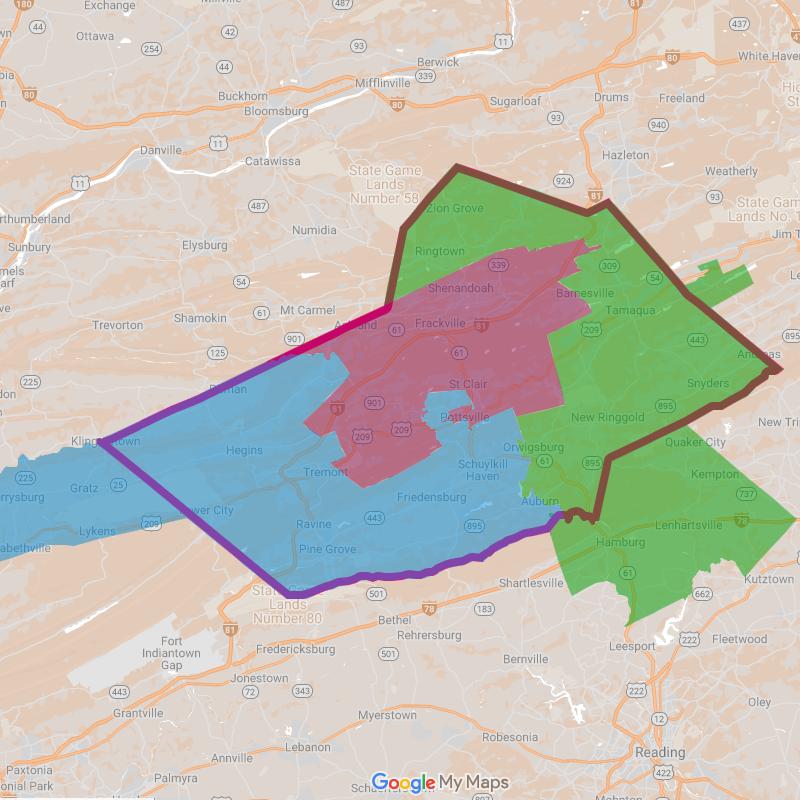 180
Exchange
487
Millville
437
Ottawa
42
93
11
254
80
White Haven
44
Berwick
Mifflinville
339
80
Buckhorn
80
Sugarloaf
Drums
Freeland
Bloomsburg
93
940
Danville
11
Hazleton
Catawissa
State Game
Lands
Number 58
Weatherly
11
924
81
93
487
Zion Grove
State Game
Lands No.
Numidia
Sunbury
Elysburg
Ringtown
Jim T
339
309
54
54
Shenandoah
Barnesville
Tamaqua
61
Mt Carmel
Shamokin
Ashland
61
Frackville
81
Trevorton
901
209
443
895
125
61
Andreas
225
St Clair
Snyders
901
81
895
Pottsville
New Ringgold
New Tri
Klingerstown
209
209
Quaker City
Hegins
Orwigsburg
61
895
Tremont
Schuylkill
Haven
Kempton
225
Gratz
25
Auburn
737
Friedensburg
Tower City
443
Lykens
209
Ravine
895
Lenhartsville
78
Pine Grove
Hamburg
61
Shartlesville
Kutztown
501
662
State
Lands
Number 80
78
183
81
Bethel
Rehrersburg
222
Fleetwood
Fort
Indiantown
Gap
Fredericksburg
501
Leesport
Bernville
Jonestown
72
343
222
443
Oley
Grantville
Myerstown
12
Robesonia
Lebanon
Reading
Annville
Paxtonia
422
Palmyra
Google My Maps